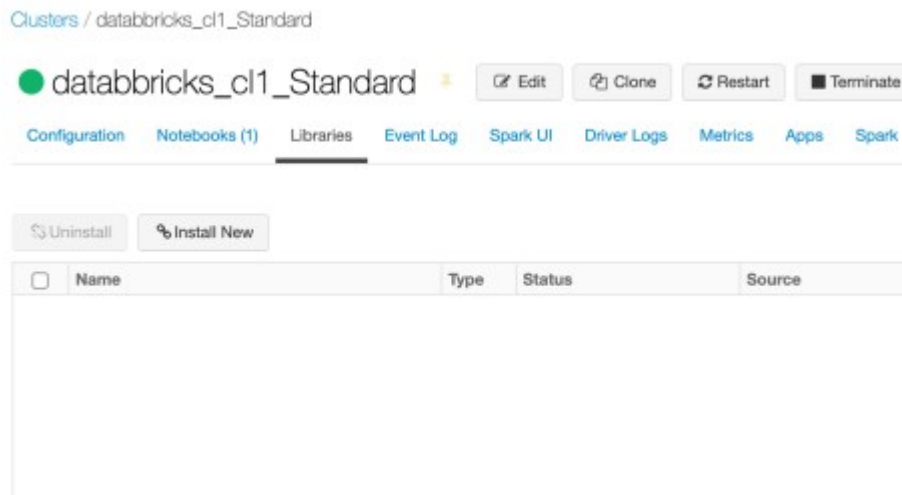 Clusters / databbricks_cl1_Standard
databbricks_cl1_Standard Edit Clone Restart Terminate
Configuration Notebooks (1) Libraries Event Log Spark UI Driver Logs Metrics Apps Spark
Uninstall Install New
Name Type Status Source